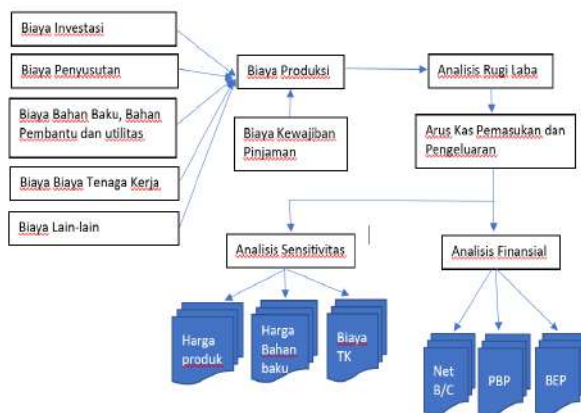 Biaya Investasi
Biaya Penyusutan
Biaya Bahan Baku, Bahan
Pembantu dan utilitas
Biaya Biaya Tenaga Kerja
Biaya Lain-lain
Biaya Produksi
Biaya Kewajiban
Pinjaman
Analisis Rugi Laba
Arus Kas Pemasukan dan
Pengeluaran
Analisis Sensitivitas
Analisis Finansial
Harga
produk
Harga
Bahan
baku
Biaya
TK
Net
B/C
PBP
BEP